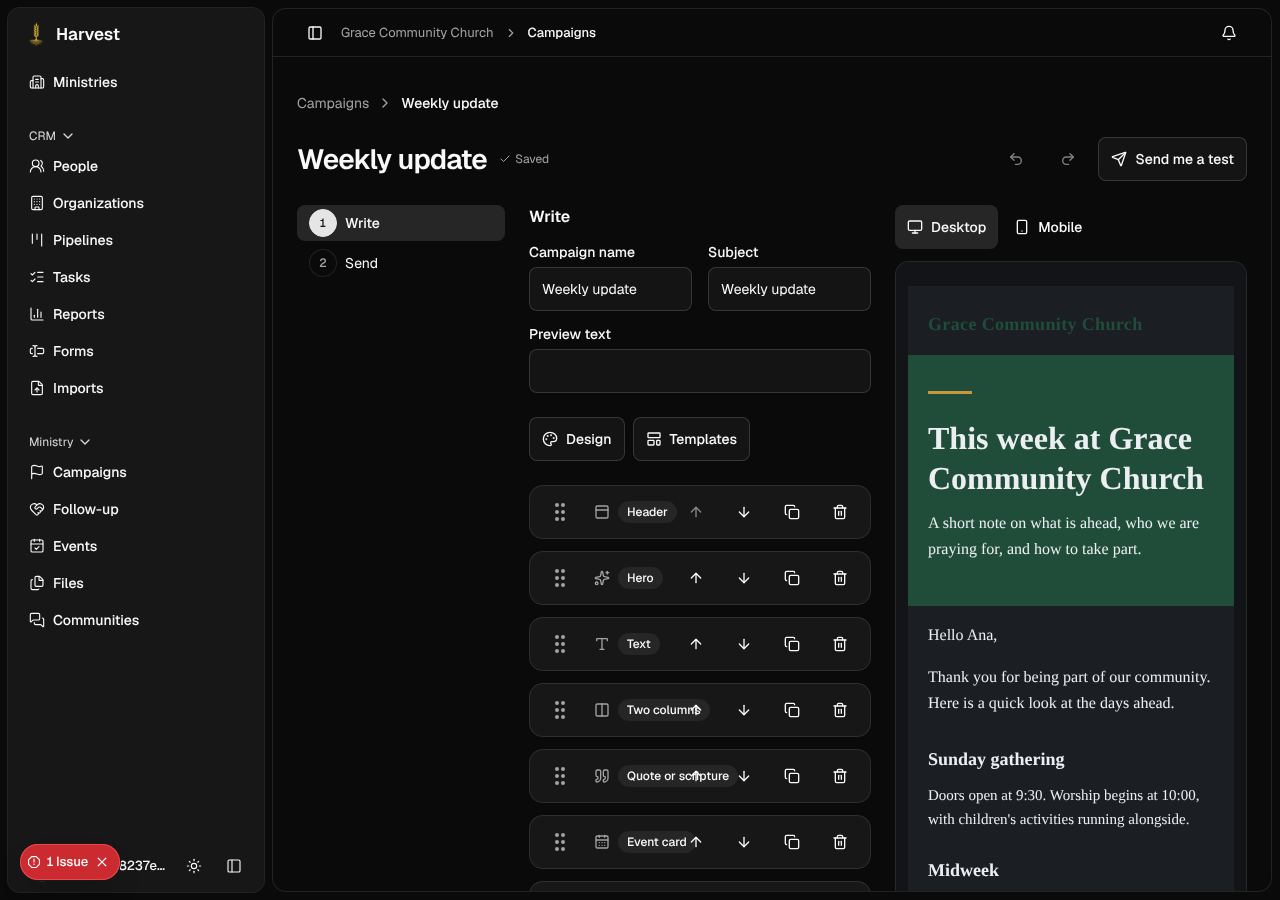 Harvest
Grace Community Church
Campaigns
Ministries
Campaigns
Weekly update
CRM
Weekly update
Saved
Send me a test
People
Organizations
Pipelines
Tasks
Reports
Forms
Imports
Ministry
Campaigns
Follow-up
Events
Files
Communities
1 Issue
8237e...
1
Write
2
Send
Write
Campaign name
Subject
Weekly update
Weekly update
Preview text
Design
Templates
Header
Hero
Text
Two columns
Quote or scripture
Event card
Desktop
Mobile
Grace Community Church
This week at Grace
Community Church
A short note on what is ahead, who we are
praying for, and how to take part.
Hello Ana,
Thank you for being part of our community.
Here is a quick look at the days ahead.
Sunday gathering
Doors open at 9:30. Worship begins at 10:00,
with children's activities running alongside.
Midweek